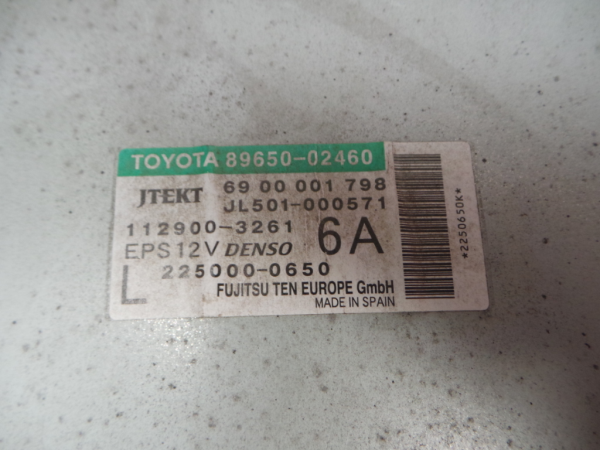 TOYOTA 89650-02460
JTEKT 69 00 001 798
JL501-000571
112900-3261
EPS12V DENSO 6A
L 225000-0650
FUJITSU TEN EUROPE GmbH
MADE IN SPAIN
*2250650K*